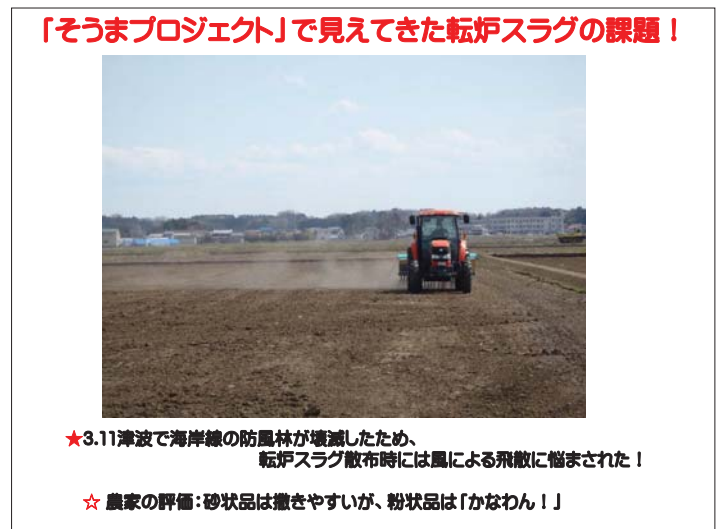 「そうまプロジェクト」で見えてきた転炉スラグの課題！
★3.11津波で海岸線の防風林が壊滅したため、
転炉スラグ散布時には風による飛散に悩まされた！
☆ 農家の評価：砂状品は撒きやすいが、粉状品は「かなわん！」